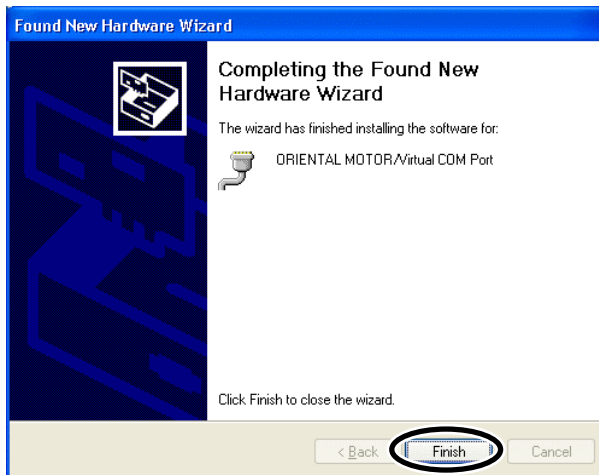 Found New Hardware Wizard
Completing the Found New
Hardware Wizard
The wizard has finished installing the software for:
ORIENTAL MOTOR/Virtual COM Port
Click Finish to close the wizard.
< Back Finish Cancel